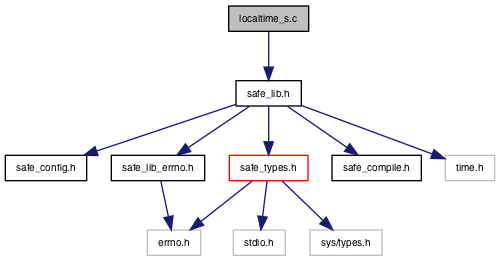 localtime_s.c
safe_lib.h
safe_config.h
safe_lib_errno.h
safe_types.h
safe_compile.h
time.h
errno.h
stdio.h
sys/types.h